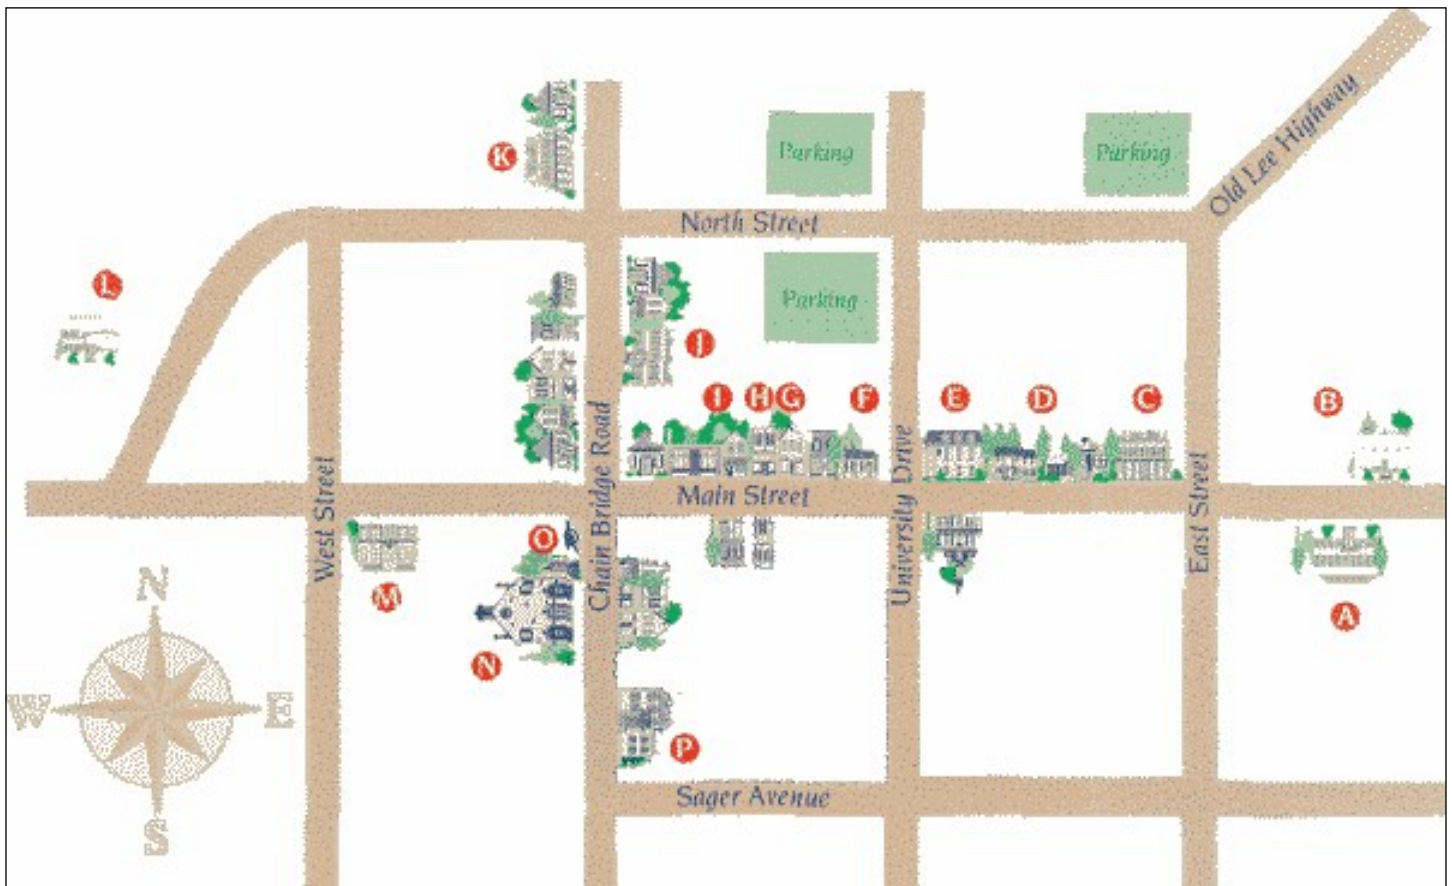 K
Parking
Parking
Old Lee Highway
North Street
L
Parking
J
I
H
G
F
E
D
C
B
Main Street
West Street
Chain Bridge Road
University Drive
East Street
O
M
N
A
P
N
W
E
S
Sager Avenue